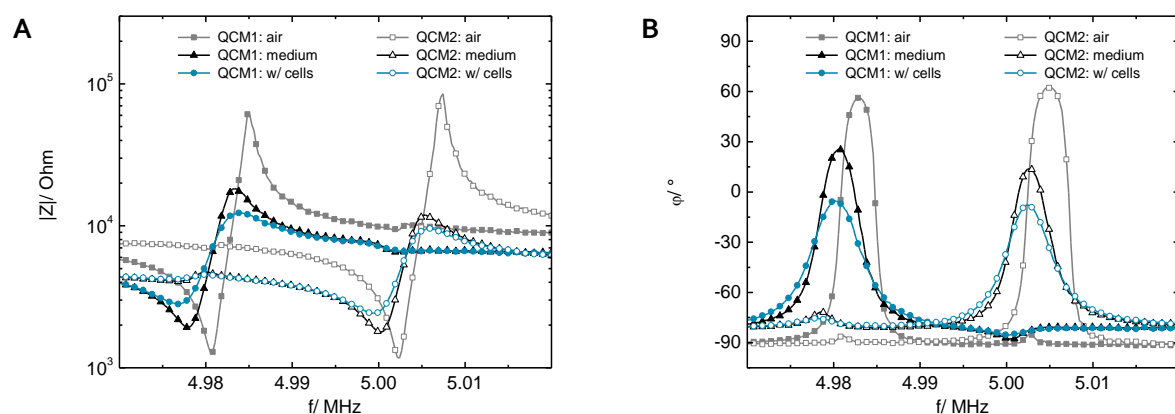 A
QCM1: air
QCM2: air
QCM1: medium
QCM2: medium
QCM1: w/ cells
QCM2: w/ cells
10^5
10^4
10^3
|Z|/ Ohm
4.98
4.99
5.00
5.01
f/ MHz
B
QCM1: air
QCM2: air
QCM1: medium
QCM2: medium
QCM1: w/ cells
QCM2: w/ cells
90
60
30
0
-30
-60
-90
φ/ °
4.98
4.99
5.00
5.01
f/ MHz